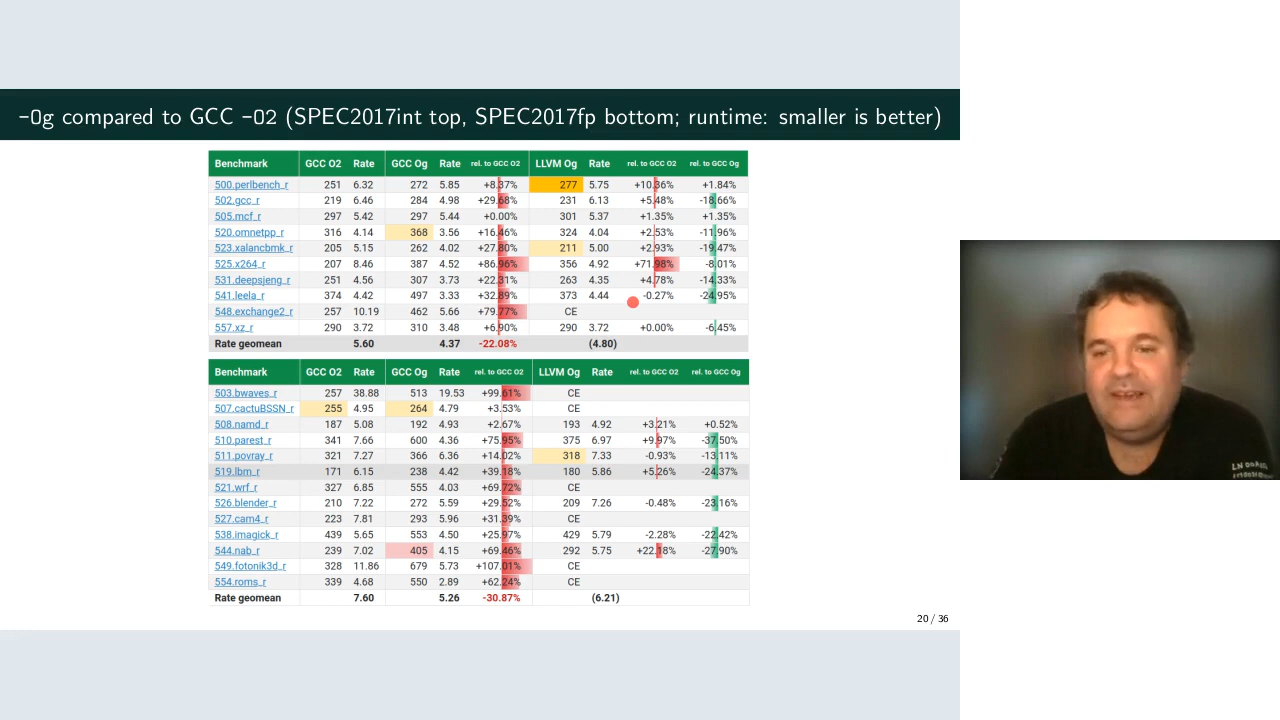 -Og compared to GCC -O2 (SPEC2017int top, SPEC2017fp bottom; runtime: smaller is better)
Benchmark GCC O2 Rate GCC Og Rate rel. to GCC O2 LLVM Og Rate rel. to GCC O2 rel. to GCC Og
500.perlbench_r 251 6.32 272 5.85 +8.37% 277 5.75 +10.36% +1.84%
502.gcc_r 219 6.46 284 4.98 +29.68% 231 6.13 +5.48% -18.66%
505.mcf_r 297 5.42 297 5.44 +0.00% 301 5.37 +1.35% +1.35%
520.omnetpp_r 316 4.14 368 3.56 +16.46% 324 4.04 +2.53% -11.96%
523.xalancbmk_r 205 5.15 262 4.02 +27.80% 211 5.00 +2.93% -19.47%
525.x264_r 207 8.46 387 4.52 +86.96% 356 4.92 +71.98% -8.01%
531.deepsjeng_r 251 4.56 307 3.73 +22.31% 263 4.35 +4.78% -14.33%
541.leela_r 374 4.42 497 3.33 +32.89% 373 4.44 -0.27% -24.95%
548.exchange2_r 257 10.19 462 5.66 +79.77% CE
557.xz_r 290 3.72 310 3.48 +6.90% 290 3.72 +0.00% -6.45%
Rate geomean 5.60 4.37 -22.08% (4.80)
Benchmark GCC O2 Rate GCC Og Rate rel. to GCC O2 LLVM Og Rate rel. to GCC O2 rel. to GCC Og
503.bwaves_r 257 38.88 513 19.53 +99.61% CE
507.cactuBSSN_r 255 4.95 264 4.79 +3.53% CE
508.namd_r 187 5.08 192 4.93 +2.67% 193 4.92 +3.21% +0.52%
510.parest_r 341 7.66 600 4.36 +75.95% 375 6.97 +9.97% -37.50%
511.povray_r 321 7.27 366 6.36 +14.02% 318 7.33 -0.93% -13.11%
519.lbm_r 171 6.15 238 4.42 +39.18% 180 5.86 +5.26% -24.37%
521.wrf_r 327 6.85 555 4.03 +69.72% CE
526.blender_r 210 7.22 272 5.59 +29.52% 209 7.26 -0.48% -23.16%
527.cam4_r 223 7.81 293 5.96 +31.39% CE
538.imagick_r 439 5.65 553 4.50 +25.97% 429 5.79 -2.28% -22.42%
544.nab_r 239 7.02 405 4.15 +69.46% 292 5.75 +22.18% -27.90%
549.fotonik3d_r 328 11.86 679 5.73 +107.01% CE
554.roms_r 339 4.68 550 2.89 +62.24% CE
Rate geomean 7.60 5.26 -30.87% (6.21)
20 / 36